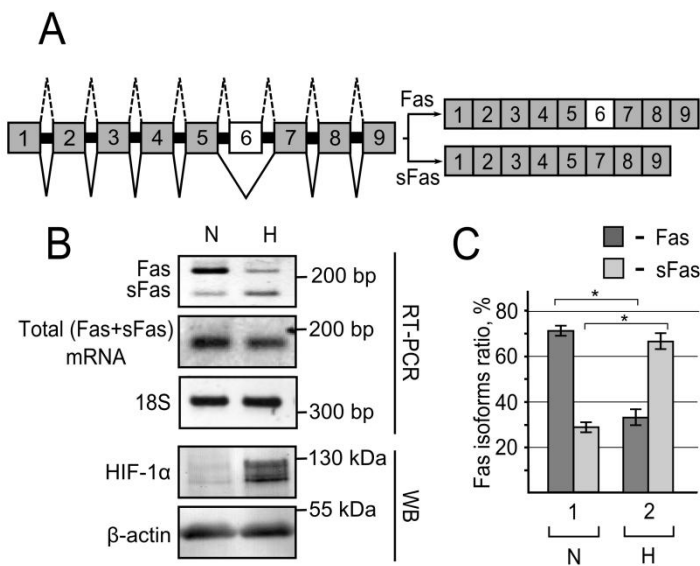 A
1 2 3 4 5 6 7 8 9
Fas
1 2 3 4 5 6 7 8 9
sFas
1 2 3 4 5 7 8 9
B
N H
Fas
sFas
200 bp
Total (Fas+sFas)
mRNA
200 bp
18S
300 bp
RT-PCR
HIF-1α
130 kDa
β-actin
55 kDa
WB
C
- Fas
- sFas
Fas isoforms ratio, %
80
60
40
20
* *
1 2
N H